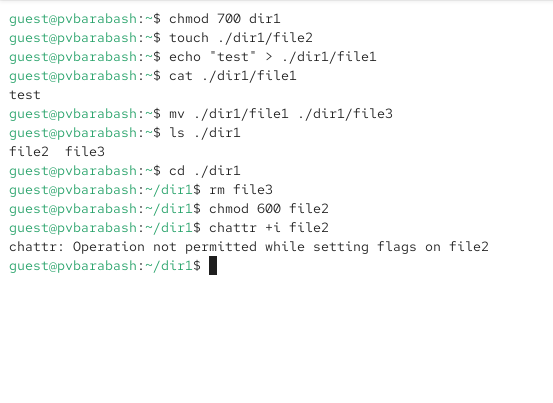 guest@pvbarabash:~$ chmod 700 dir1
guest@pvbarabash:~$ touch ./dir1/file2
guest@pvbarabash:~$ echo "test" > ./dir1/file1
guest@pvbarabash:~$ cat ./dir1/file1
test
guest@pvbarabash:~$ mv ./dir1/file1 ./dir1/file3
guest@pvbarabash:~$ ls ./dir1
file2  file3
guest@pvbarabash:~$ cd ./dir1
guest@pvbarabash:~/dir1$ rm file3
guest@pvbarabash:~/dir1$ chmod 600 file2
guest@pvbarabash:~/dir1$ chattr +i file2
chattr: Operation not permitted while setting flags on file2
guest@pvbarabash:~/dir1$